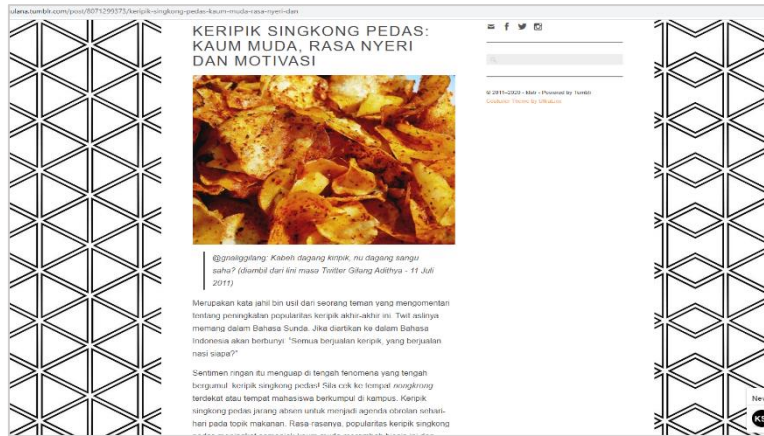 ulana.tumblr.com/post/8071299373/keripik-singkong-pedas-kaum-muda-rasa-nyeri-dan
KERIPIK SINGKONG PEDAS:
KAUM MUDA, RASA NYERI
DAN MOTIVASI
@gnaliggilang: Kabeh dagang kiripik, nu dagang sangu
saha? (diambil dari lini masa Twitter Gilang Adithya - 11 Juli
2011)
Merupakan kata jahil bin usil dari seorang teman yang mengomentari
tentang peningkatan popularitas keripik akhir-akhir ini. Twit aslinya
memang dalam Bahasa Sunda. Jika diartikan ke dalam Bahasa
Indonesia akan berbunyi: "Semua berjualan keripik, yang berjualan
nasi siapa?"
Sentimen ringan itu menguap di tengah fenomena yang tengah
bergumul: keripik singkong pedas! Sila cek ke tempat nongkrong
terdekat atau tempat mahasiswa berkumpul di kampus. Keripik
singkong pedas jarang absen untuk menjadi agenda obrolan sehari-
hari pada topik makanan. Rasa-rasanya, popularitas keripik singkong
© 2011–2020 - Powered by Tumblr
Theme by
New
KS